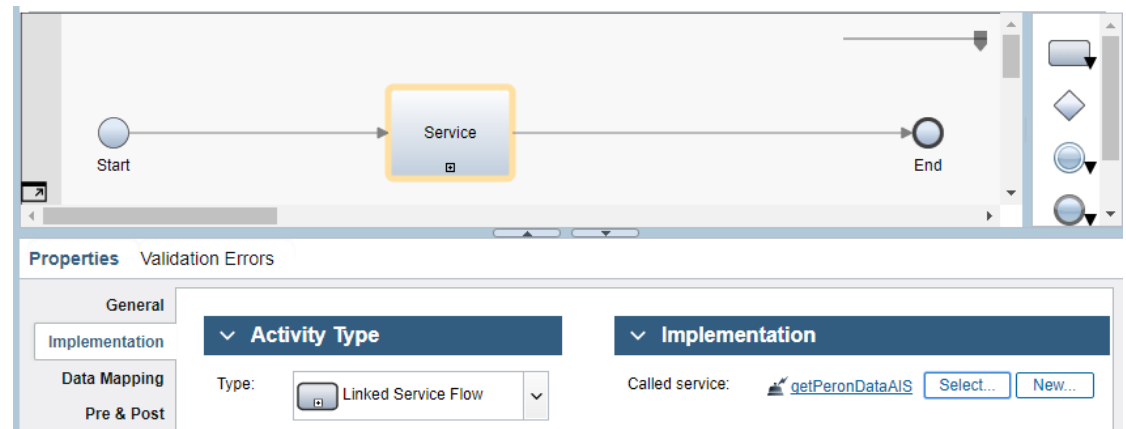 Service
Start
End
Properties Validation Errors
General
Implementation
Data Mapping
Pre & Post
Activity Type
Type: Linked Service Flow
Implementation
Called service: getPeronDataAIS Select... New...